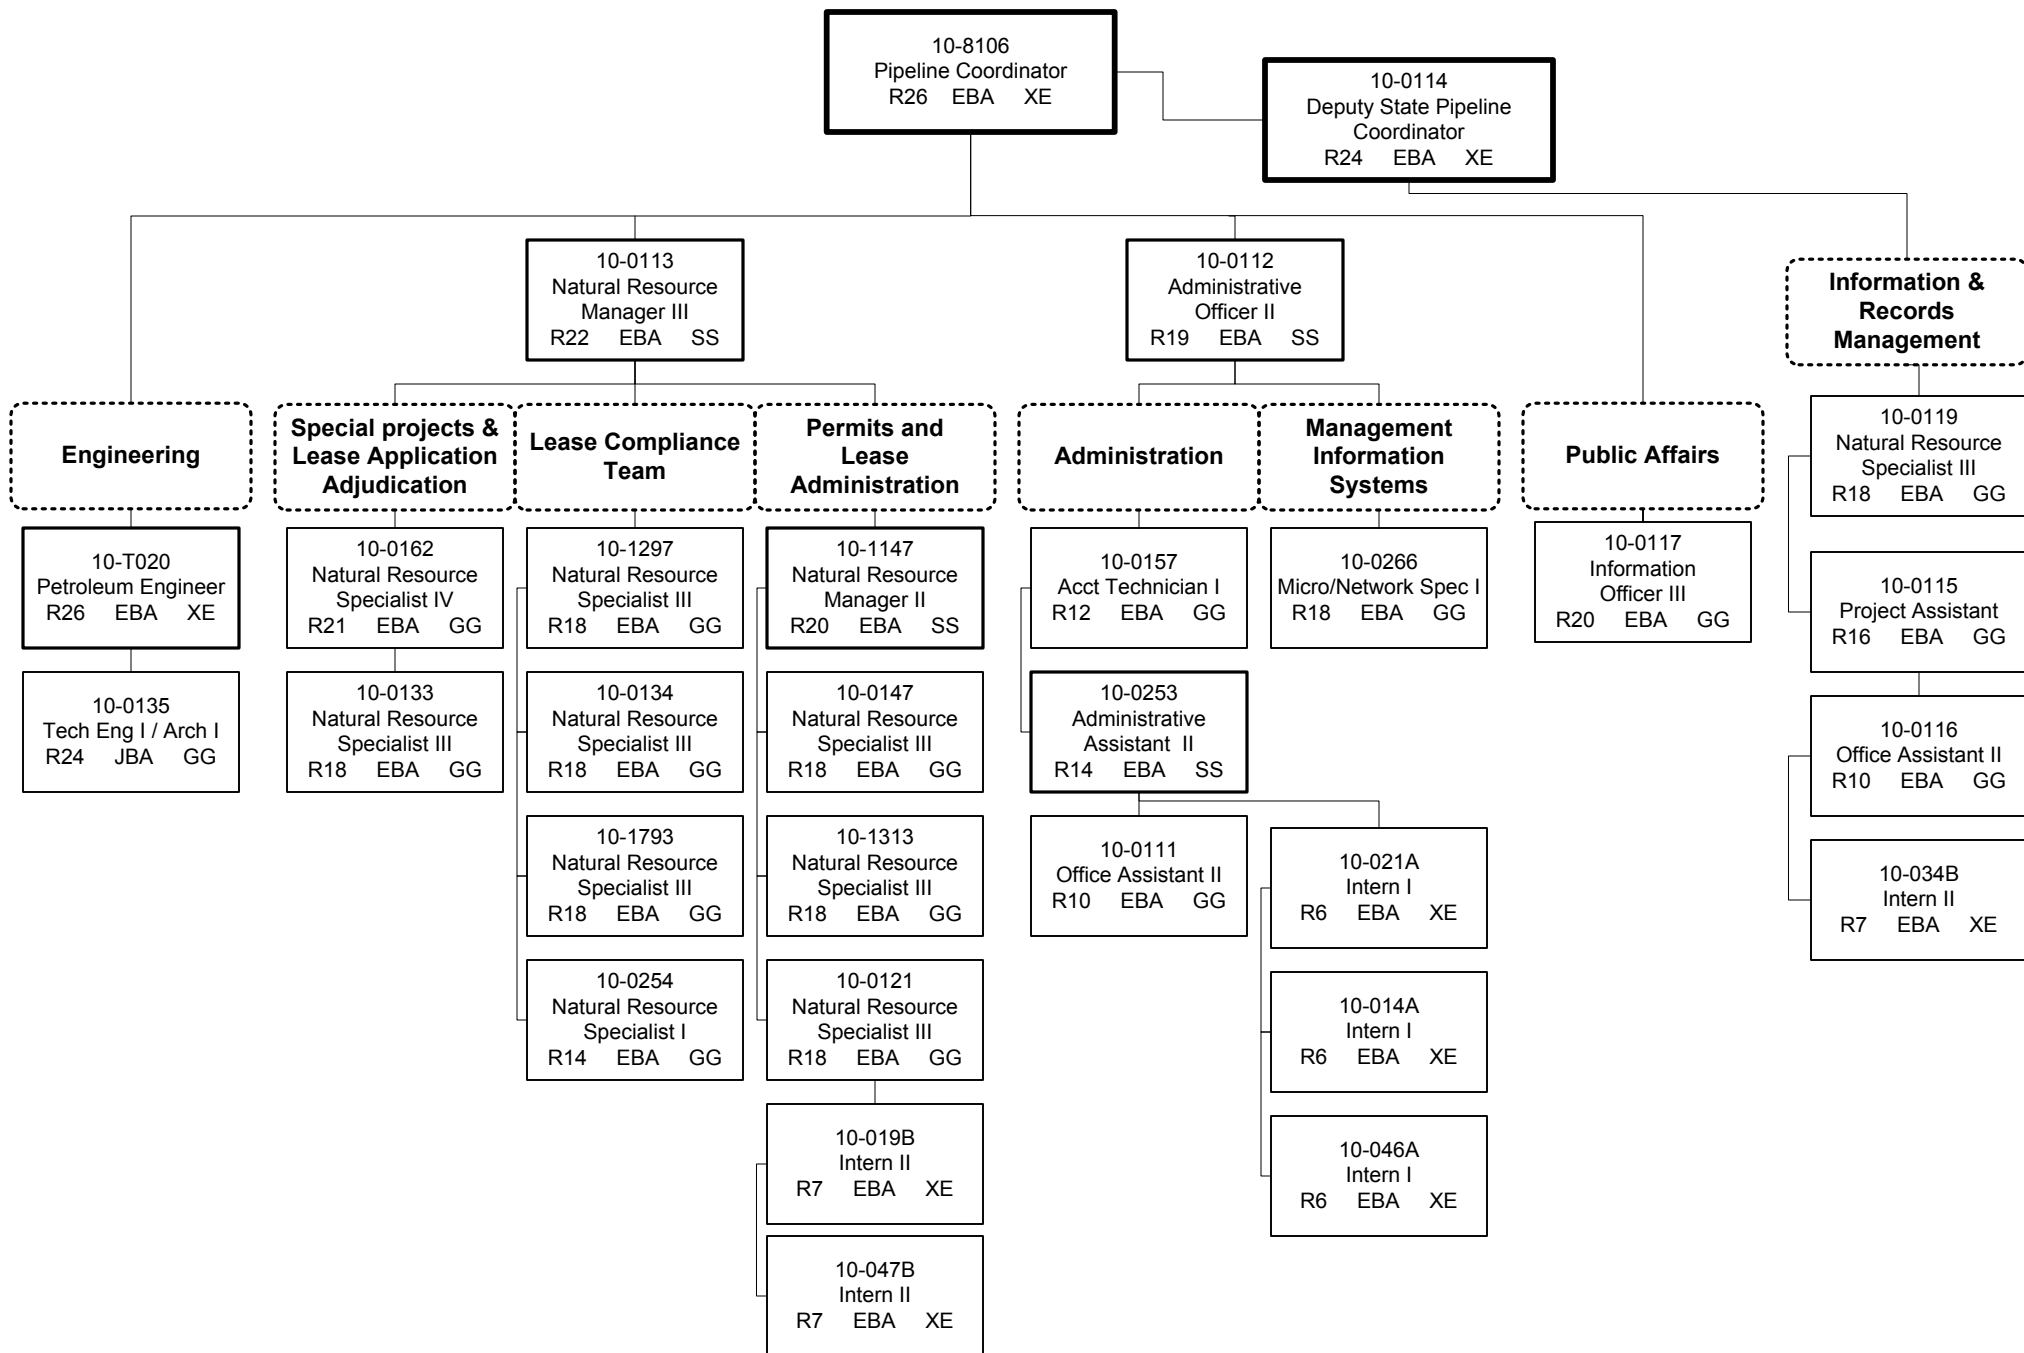 10-8106
Pipeline Coordinator
R26 EBA XE
10-0114
Deputy State Pipeline
Coordinator
R24 EBA XE
10-0113
Natural Resource
Manager III
R22 EBA SS
10-0112
Administrative
Officer II
R19 EBA SS
Information &
Records
Management
Engineering
Special projects &
Lease Application
Adjudication
Lease Compliance
Team
Permits and
Lease
Administration
Administration
Management
Information
Systems
Public Affairs
10-0119
Natural Resource
Specialist III
R18 EBA GG
10-T020
Petroleum Engineer
R26 EBA XE
10-0162
Natural Resource
Specialist IV
R21 EBA GG
10-1297
Natural Resource
Specialist III
R18 EBA GG
10-1147
Natural Resource
Manager II
R20 EBA SS
10-0157
Acct Technician I
R12 EBA GG
10-0266
Micro/Network Spec I
R18 EBA GG
10-0117
Information
Officer III
R20 EBA GG
10-0115
Project Assistant
R16 EBA GG
10-0135
Tech Eng I / Arch I
R24 JBA GG
10-0133
Natural Resource
Specialist III
R18 EBA GG
10-0134
Natural Resource
Specialist III
R18 EBA GG
10-0147
Natural Resource
Specialist III
R18 EBA GG
10-0253
Administrative
Assistant II
R14 EBA SS
10-0116
Office Assistant II
R10 EBA GG
10-1793
Natural Resource
Specialist III
R18 EBA GG
10-1313
Natural Resource
Specialist III
R18 EBA GG
10-0111
Office Assistant II
R10 EBA GG
10-021A
Intern I
R6 EBA XE
10-034B
Intern II
R7 EBA XE
10-0254
Natural Resource
Specialist I
R14 EBA GG
10-0121
Natural Resource
Specialist III
R18 EBA GG
10-014A
Intern I
R6 EBA XE
10-019B
Intern II
R7 EBA XE
10-046A
Intern I
R6 EBA XE
10-047B
Intern II
R7 EBA XE